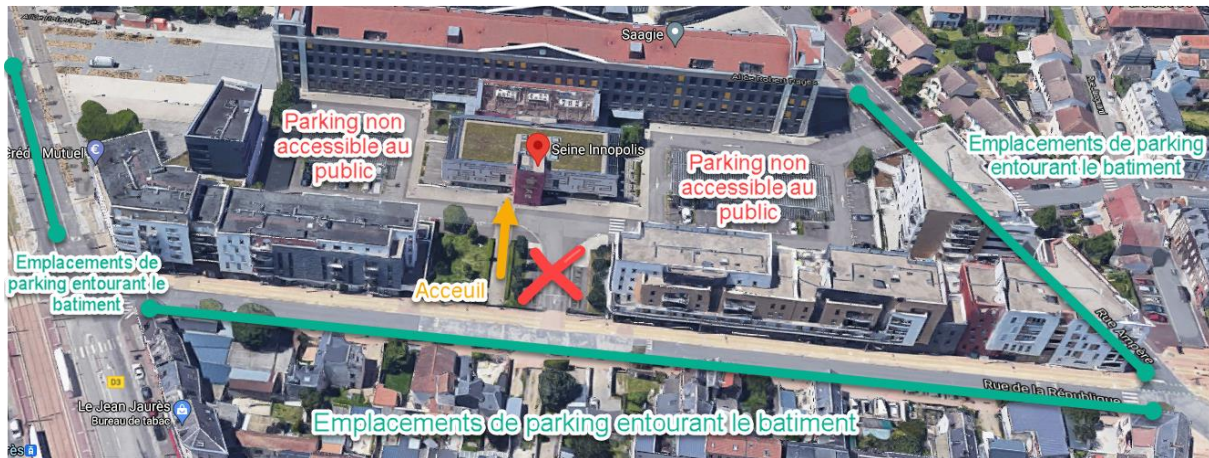 Saagie
Parking non
accessible au
public
Seine Innopolis
Crédit Mutuel
Parking non
accessible au
public
Emplacements de parking
entourant le batiment
Emplacements de
parking entourant le
batiment
Acceuil
Rue Ampère
D3
Rue de la République
Le Jean Jaurès
Bureau de tabac
Emplacements de parking entourant le batiment